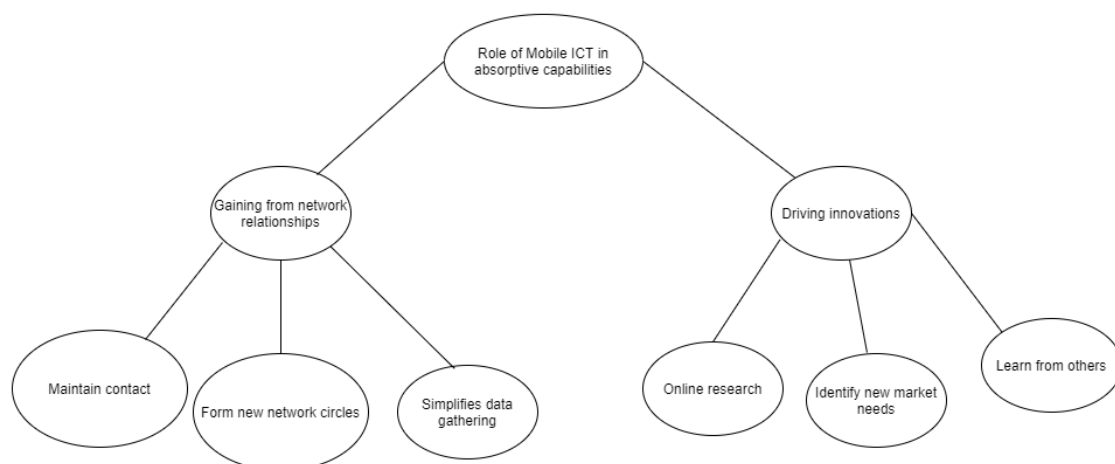 Role of Mobile ICT in
absorptive capabilities
Gaining from network
relationships
Driving innovations
Maintain contact
Form new network circles
Simplifies data
gathering
Online research
Identify new market
needs
Learn from others